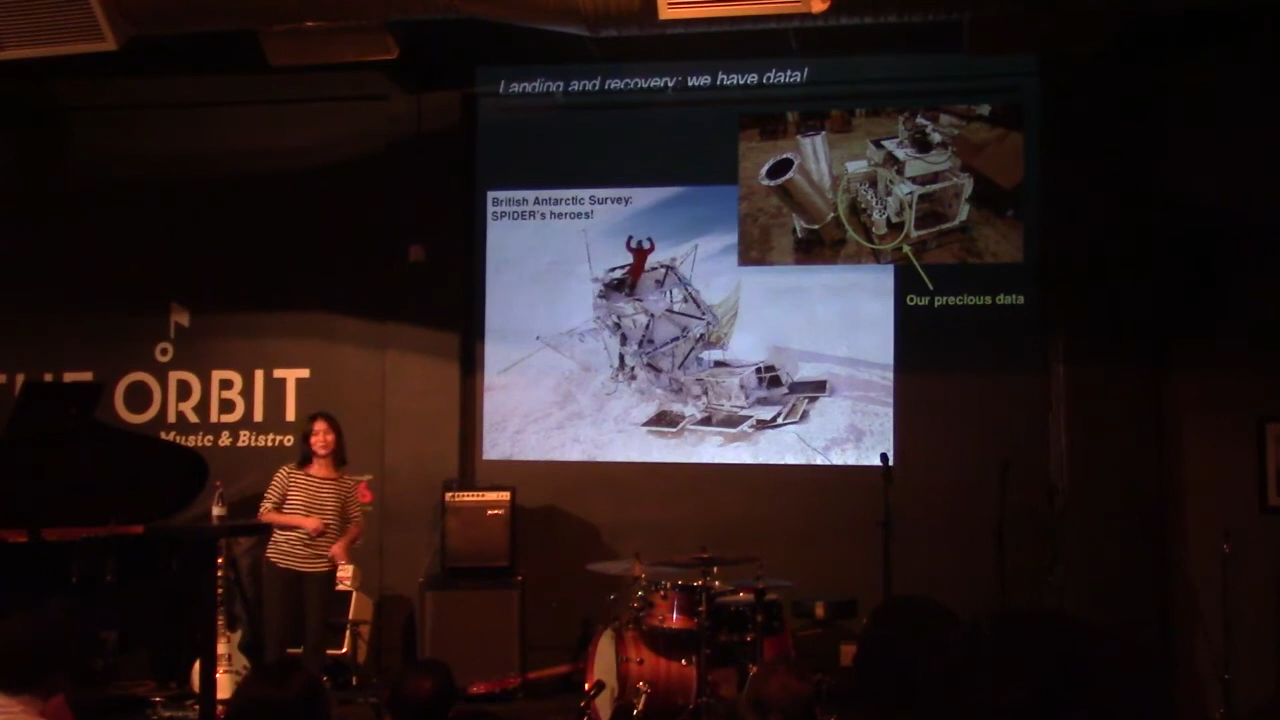 Landing and recovery: we have data!
British Antarctic Survey:
SPIDER's heroes!
Our precious data
THE ORBIT
Music & Bistro